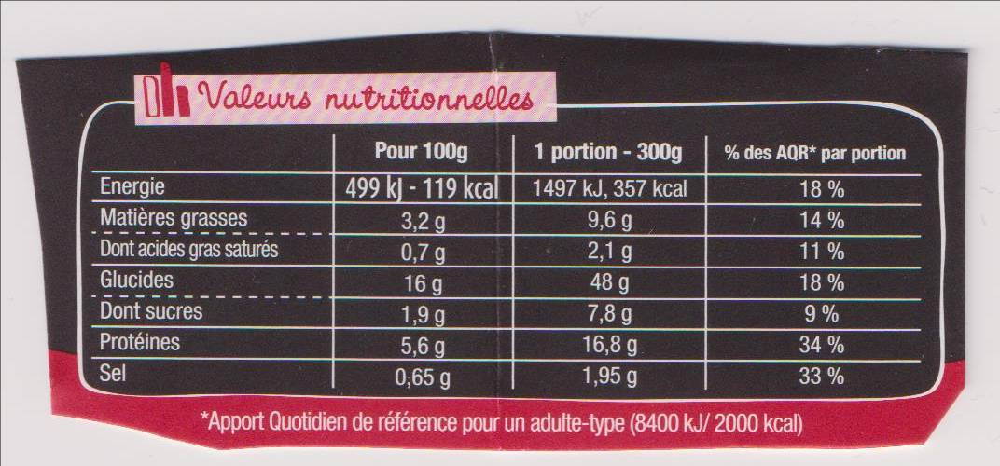 Valeurs nutritionnelles
Pour 100g 1 portion - 300g % des AQR* par portion
Energie 499 kJ - 119 kcal 1497 kJ, 357 kcal 18 %
Matières grasses 3,2 g 9,6 g 14 %
Dont acides gras saturés 0,7 g 2,1 g 11 %
Glucides 16 g 48 g 18 %
Dont sucres 1,9 g 7,8 g 9 %
Protéines 5,6 g 16,8 g 34 %
Sel 0,65 g 1,95 g 33 %
*Apport Quotidien de référence pour un adulte-type (8400 kJ/ 2000 kcal)